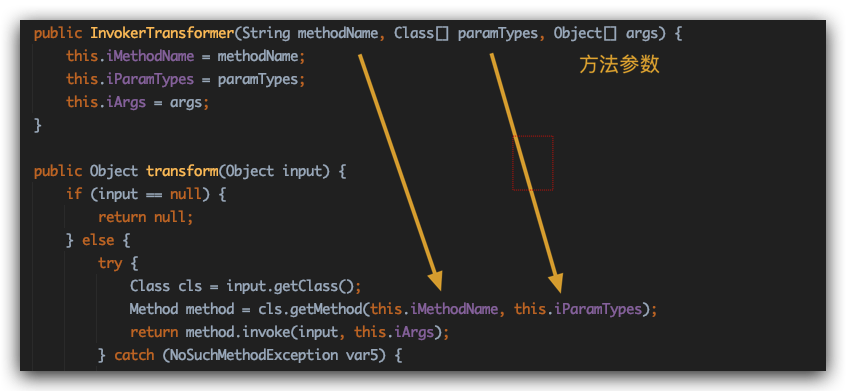 public InvokerTransformer(String methodName, Class[] paramTypes, Object[] args) {
this.iMethodName = methodName;
方法参数
this.iParamTypes = paramTypes;
this.iArgs = args;
}
public Object transform(Object input) {
if (input == null) {
return null;
} else {
try {
Class cls = input.getClass();
Method method = cls.getMethod(this.iMethodName, this.iParamTypes);
return method.invoke(input, this.iArgs);
} catch (NoSuchMethodException var5) {